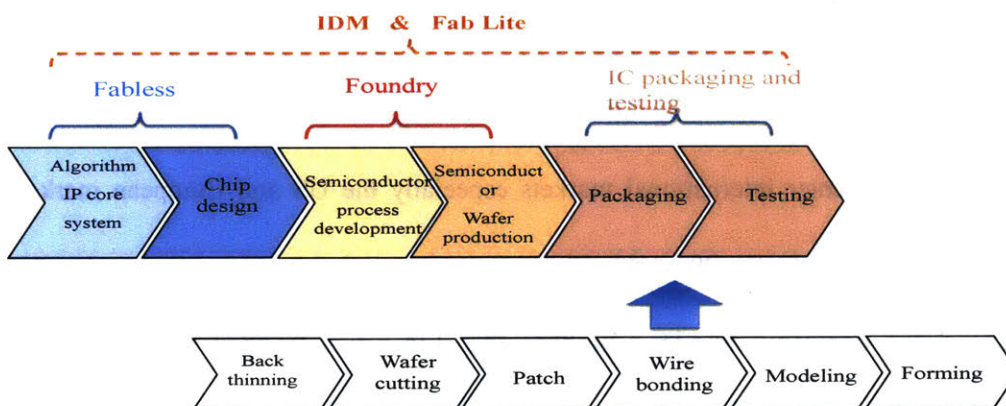 IDM & Fab Lite
Fabless
Foundry
IC packaging and
testing
Algorithm
IP core
system
Chip
design
Semiconductor
process
development
Semiconduct
or
Wafer
production
Packaging
Testing
Back
thinning
Wafer
cutting
Patch
Wire
bonding
Modeling
Forming